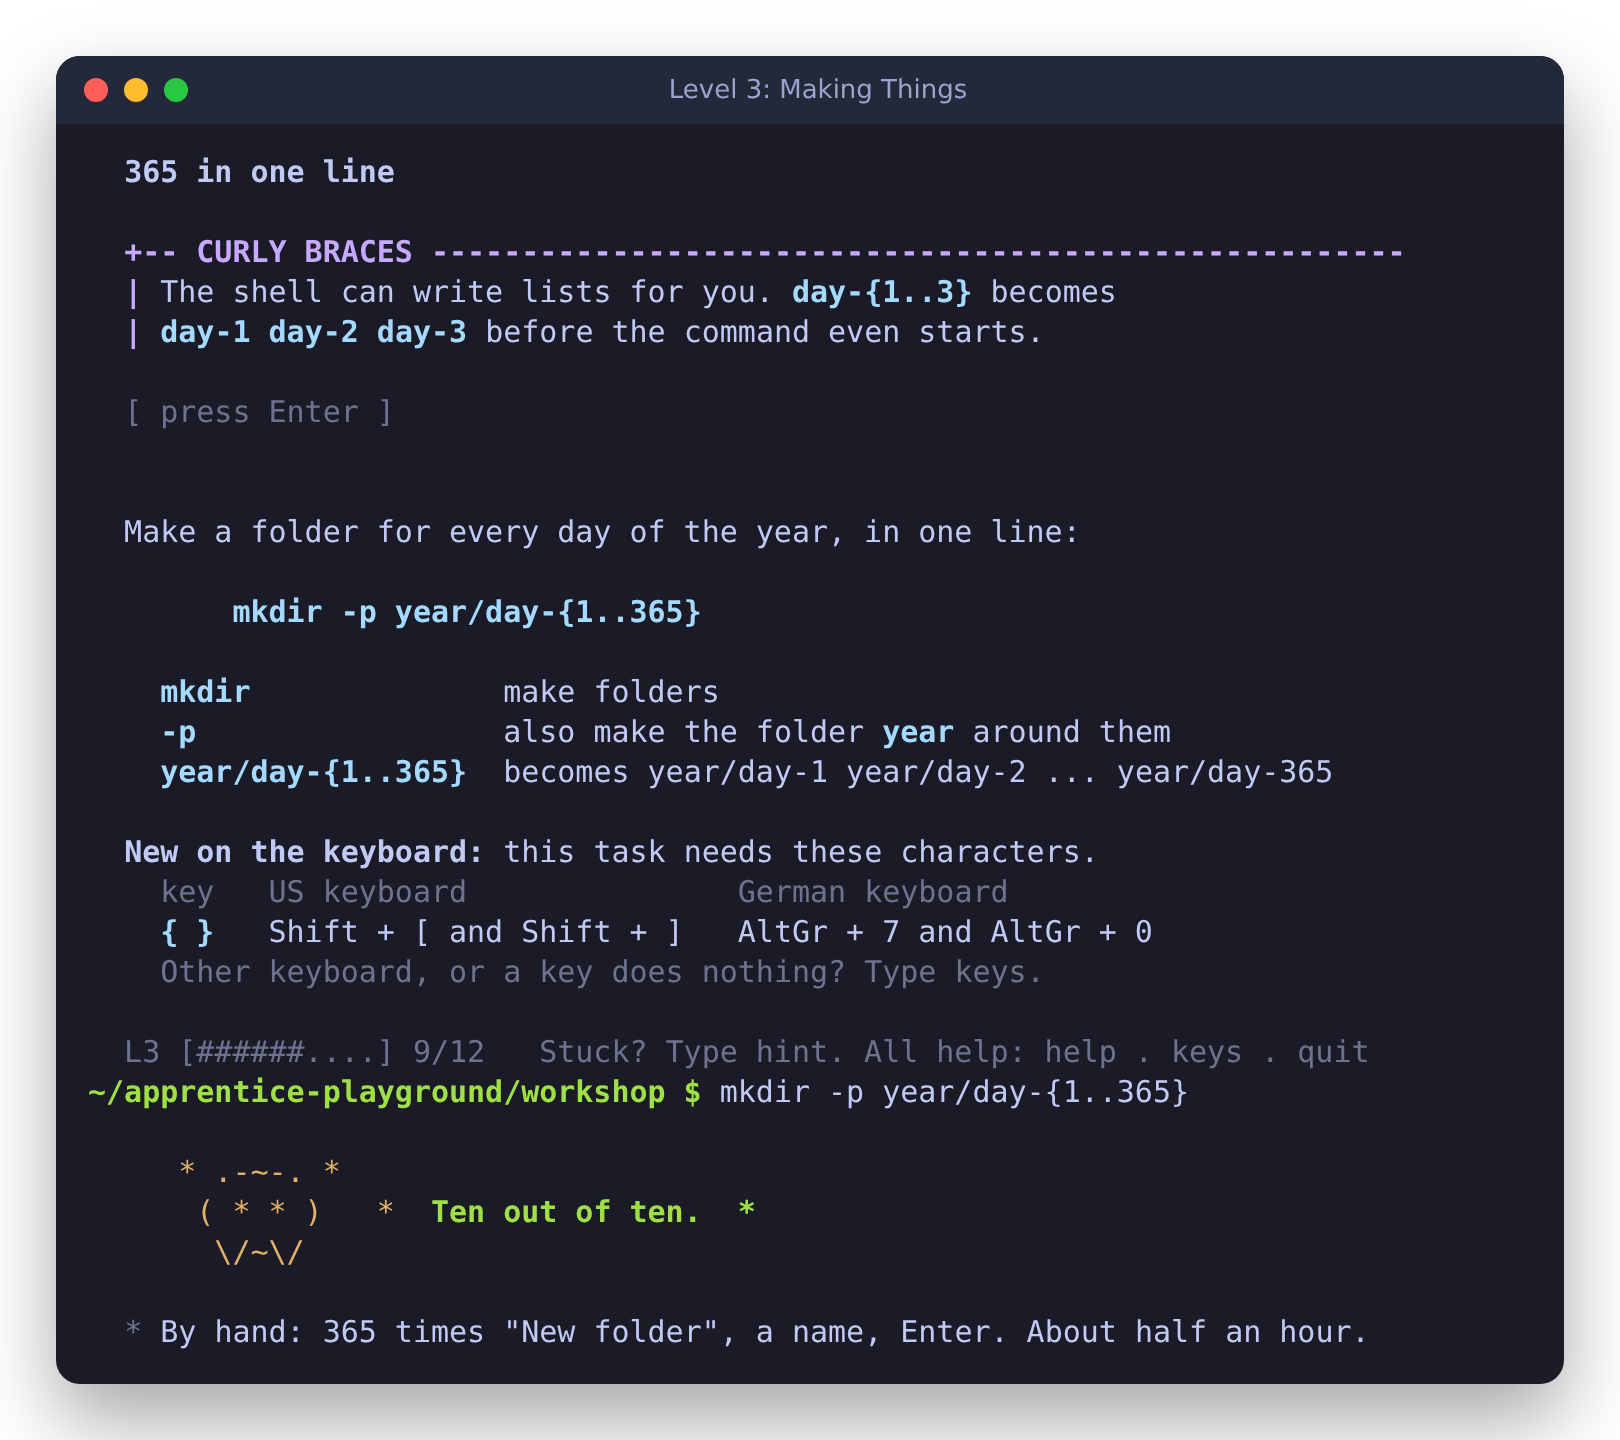 Level 3: Making Things
365 in one line
+-- CURLY BRACES ------------------------------------------------------
| The shell can write lists for you. day-{1..3} becomes
| day-1 day-2 day-3 before the command even starts.
[ press Enter ]
Make a folder for every day of the year, in one line:
mkdir -p year/day-{1..365}
mkdir              make folders
-p                 also make the folder year around them
year/day-{1..365}  becomes year/day-1 year/day-2 ... year/day-365
New on the keyboard: this task needs these characters.
key   US keyboard               German keyboard
{ }   Shift + [ and Shift + ]   AltGr + 7 and AltGr + 0
Other keyboard, or a key does nothing? Type keys.
L3 [######....] 9/12   Stuck? Type hint. All help: help . keys . quit
~/apprentice-playground/workshop $ mkdir -p year/day-{1..365}
* .-~-. *
( * * )   *  Ten out of ten.  *
\/~\/
* By hand: 365 times "New folder", a name, Enter. About half an hour.